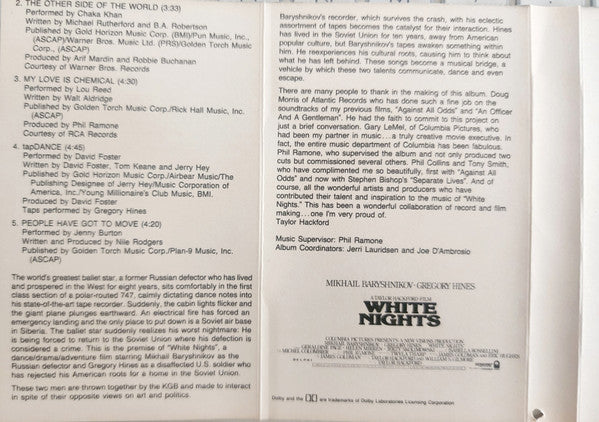 2. THE OTHER SIDE OF THE WORLD (3:33)
Performed by Chaka Khan
Written by Michael Rutherford and B.A. Robertson
Published by Gold Horizon Music Corp. (BMI)/Pun Music, Inc.,
(ASCAP)/Warner Bros. Music Ltd. (PRS)/Golden Torch Music
Corp., (ASCAP)
Produced by Arif Mardin and Robbie Buchanan
Courtesy of Warner Bros. Records
3. MY LOVE IS CHEMICAL (4:30)
Performed by Lou Reed
Written by Wall Aldridge
Published by Golden Torch Music Corp./Rick Hall Music, Inc.
(ASCAP)
Produced by Phil Ramone
Courtesy of RCA Records
4. tapDANCE (4:45)
Performed by David Foster
Written by David Foster, Tom Keane and Jerry Hey
Published by Gold Horizon Music Corp./Airbear Music/The
Publishing Designee of Jerry Hey/Music Corporation of
America, Inc./Young Millionaire's Club Music, BMI.
Produced by David Foster
Taps performed by Gregory Hines
5. PEOPLE HAVE GOT TO MOVE (4:20)
Performed by Jenny Burton
Written and Produced by Nile Rodgers
Published by Golden Torch Music Corp./Plan-9 Music, Inc.
(ASCAP)
The world's greatest ballet star, a former Russian defector who has lived
and prospered in the West for eight years, sits comfortably in the first
class section of a polar-routed 747, calmly dictating dance notes into
his state-of-the-art tape recorder. Suddenly, the cabin lights flicker and
the giant plane plunges earthward. An electrical fire has forced an
emergency landing and the only place to put down is a Soviet air base
in Siberia. The ballet star suddenly realizes his worst nightmare: He
is being forced to return to the Soviet Union where his defection is
considered a crime. This is the premise of "White Nights", a
dance/drama/adventure film starring Mikhail Baryshnikov as the
Russian defector and Gregory Hines as a disaffected U.S. soldier who
has rejected his American roots for a home in the Soviet Union.
These two men are thrown together by the KGB and made to interact
in spite of their opposite views on art and politics.
Baryshnikov's recorder, which survives the crash, with his eclectic
assortment of tapes becomes the catalyst for their interaction. Hines
has lived in the Soviet Union for ten years, away from American
popular culture, but Baryshnikov's tapes awaken something within
him. He reexperiences his cultural roots, causing him to think about
what he has left behind. These songs become a musical bridge, a
vehicle by which these two talents communicate, dance and even
escape.
There are many people to thank in the making of this album. Doug
Morris of Atlantic Records who has done such a fine job on the
soundtracks of my previous films, "Against All Odds" and "An Officer
And A Gentleman". He had the faith to commit to this project on
just a brief conversation. Gary LeMel, of Columbia Pictures, who
had been my partner in music...a truly creative movie executive. In
fact, the entire music department of Columbia has been fabulous.
Phil Ramone, who supervised the album and not only produced two
cuts but commissioned several others. Phil Collins and Tony Smith,
who have complimented me so beautifully, first with "Against All
Odds" and now with Stephen Bishop's "Separate Lives". And of
course, all the wonderful artists and producers who have
contributed their talent and inspiration to the music of "White
Nights." This has been a wonderful collaboration of record and film
making...one I'm very proud of.
Taylor Hackford
Music Supervisor: Phil Ramone
Album Coordinators: Jerri Lauridsen and Joe D'Ambrosio
MIKHAIL BARYSHNIKOV · GREGORY HINES
A TAYLOR HACKFORD FILM
WHITE
NIGHTS
COLUMBIA PICTURES PRESENTS A NEW VISIONS PRODUCTION
Dolby and the are trademarks of Dolby Laboratories Licensing Corporation